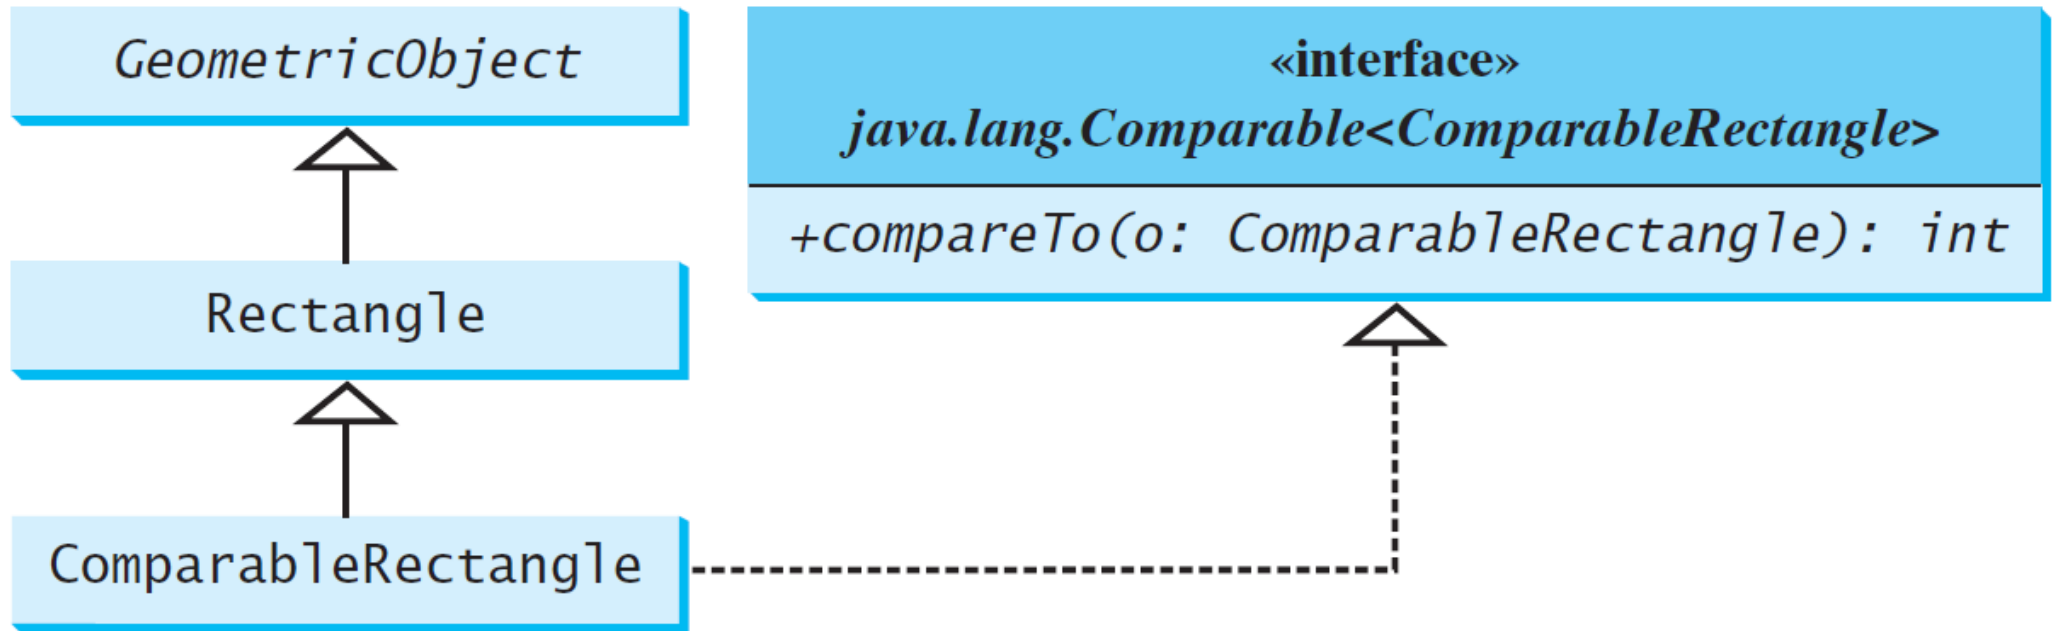 GeometricObject
«interface»
java.lang.Comparable<ComparableRectangle>
+compareTo(o: ComparableRectangle): int
Rectangle
ComparableRectangle